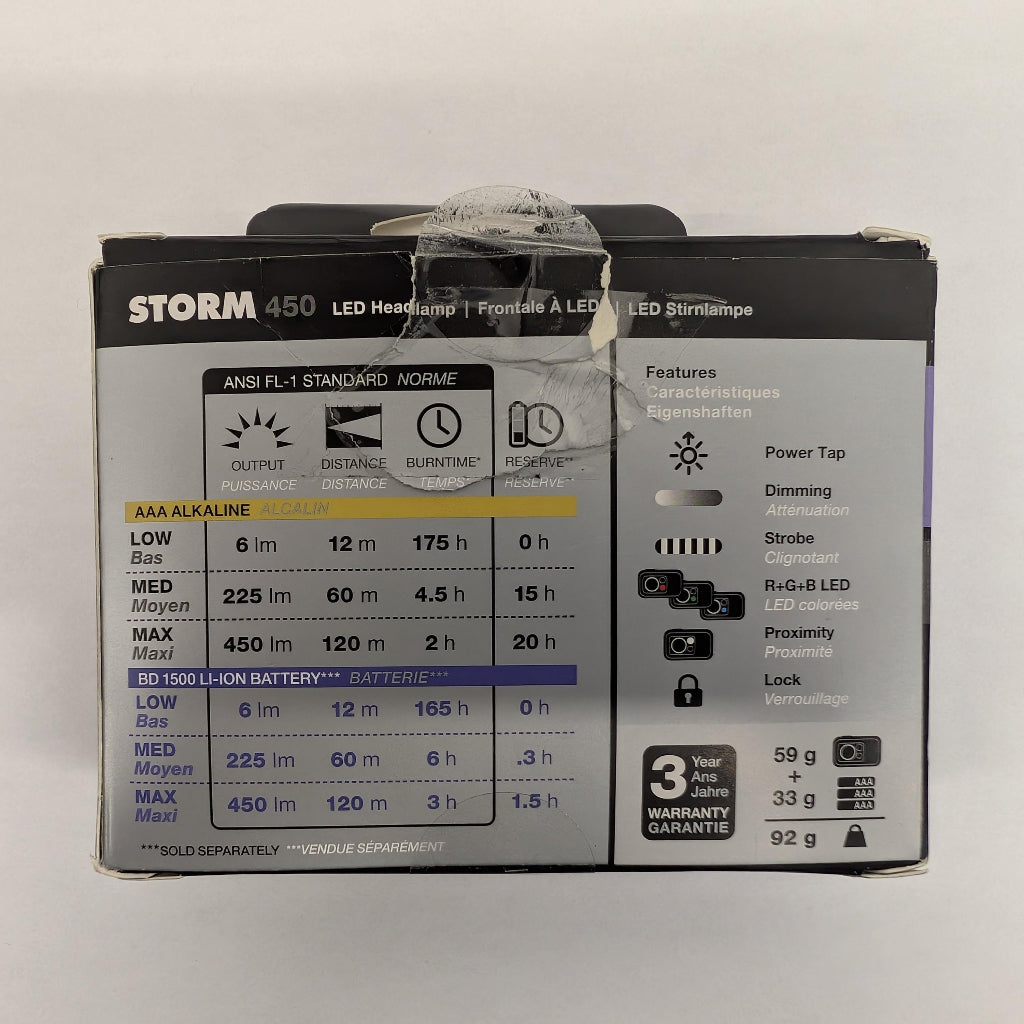 STORM 450 LED Headlamp | Frontale À LED | LED Stirnlampe
ANSI FL-1 STANDARD NORME
OUTPUT DISTANCE BURNTIME* RESERVE**
PUISSANCE DISTANCE TEMPS* RÉSERVE**
AAA ALKALINE ALCALIN
LOW 6 lm 12 m 175 h 0 h
Bas
MED 225 lm 60 m 4.5 h 15 h
Moyen
MAX 450 lm 120 m 2 h 20 h
Maxi
BD 1500 LI-ION BATTERY*** BATTERIE***
LOW 6 lm 12 m 165 h 0 h
Bas
MED 225 lm 60 m 6 h .3 h
Moyen
MAX 450 lm 120 m 3 h 1.5 h
Maxi
***SOLD SEPARATELY ***VENDUE SÉPARÉMENT
Features
Caractéristiques
Eigenshaften
Power Tap
Dimming
Atténuation
Strobe
Clignotant
R+G+B LED
LED colorées
Proximity
Proximité
Lock
Verrouillage
3 Year
Ans
Jahre
WARRANTY
GARANTIE
59 g
+
33 g AAA
AAA
AAA
92 g